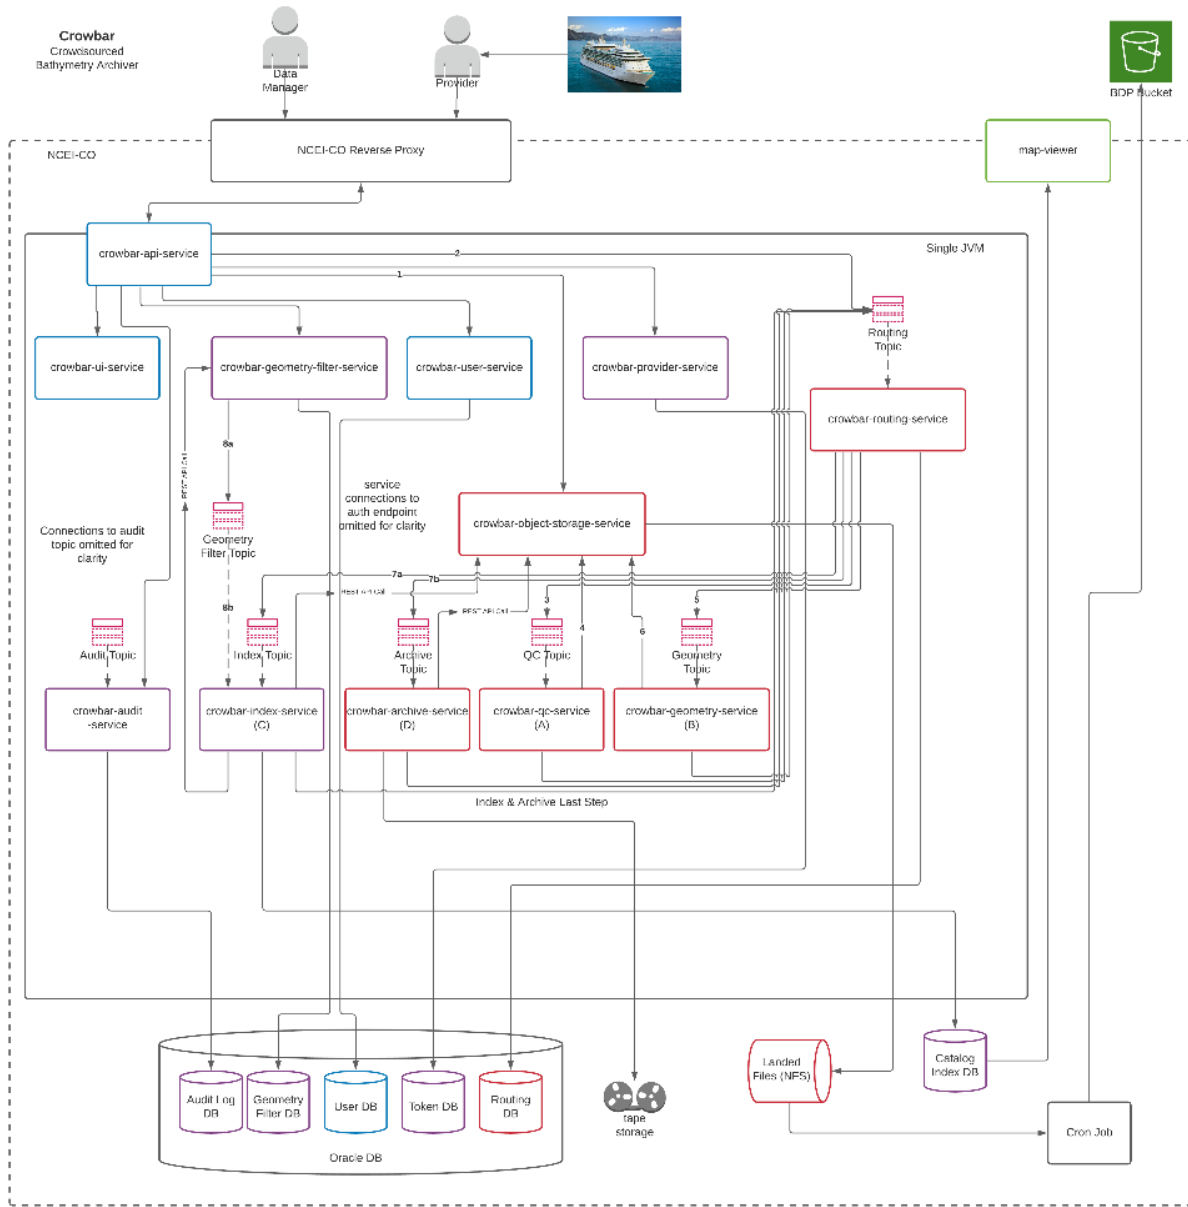 Crowbar
Crowdsourced
Bathymetry Archiver
Data
Manager
Provider
BDP Bucket
NCEI-CO
NCEI-CO Reverse Proxy
map-viewer
crowbar-api-service
Single JVM
2
1
Routing
Topic
crowbar-ui-service
crowbar-geometry-filter-service
crowbar-user-service
crowbar-provider-service
crowbar-routing-service
8a
REST API Call
service
connections to
auth endpoint
omitted for clarity
crowbar-object-storage-service
Connections to audit
topic omitted for
clarity
Geometry
Filter Topic
7a
7b
REST API Call
REST API Call
8b
3
4
5
6
Audit Topic
Index Topic
Archive
Topic
QC Topic
Geometry
Topic
crowbar-audit
-service
crowbar-index-service
(C)
crowbar-archive-service
(D)
crowbar-qc-service
(A)
crowbar-geometry-service
(B)
Index & Archive Last Step
Audit Log
DB
Geometry
Filter DB
User DB
Token DB
Routing
DB
Oracle DB
tape
storage
Landed
Files (NFS)
Catalog
Index DB
Cron Job